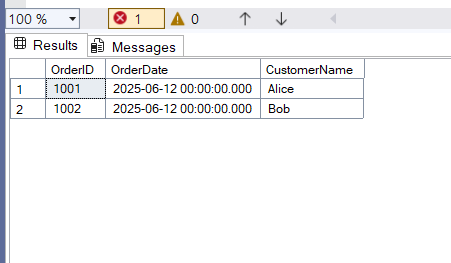 100 % 1 0
Results Messages
OrderID OrderDate CustomerName
1 1001 2025-06-12 00:00:00.000 Alice
2 1002 2025-06-12 00:00:00.000 Bob